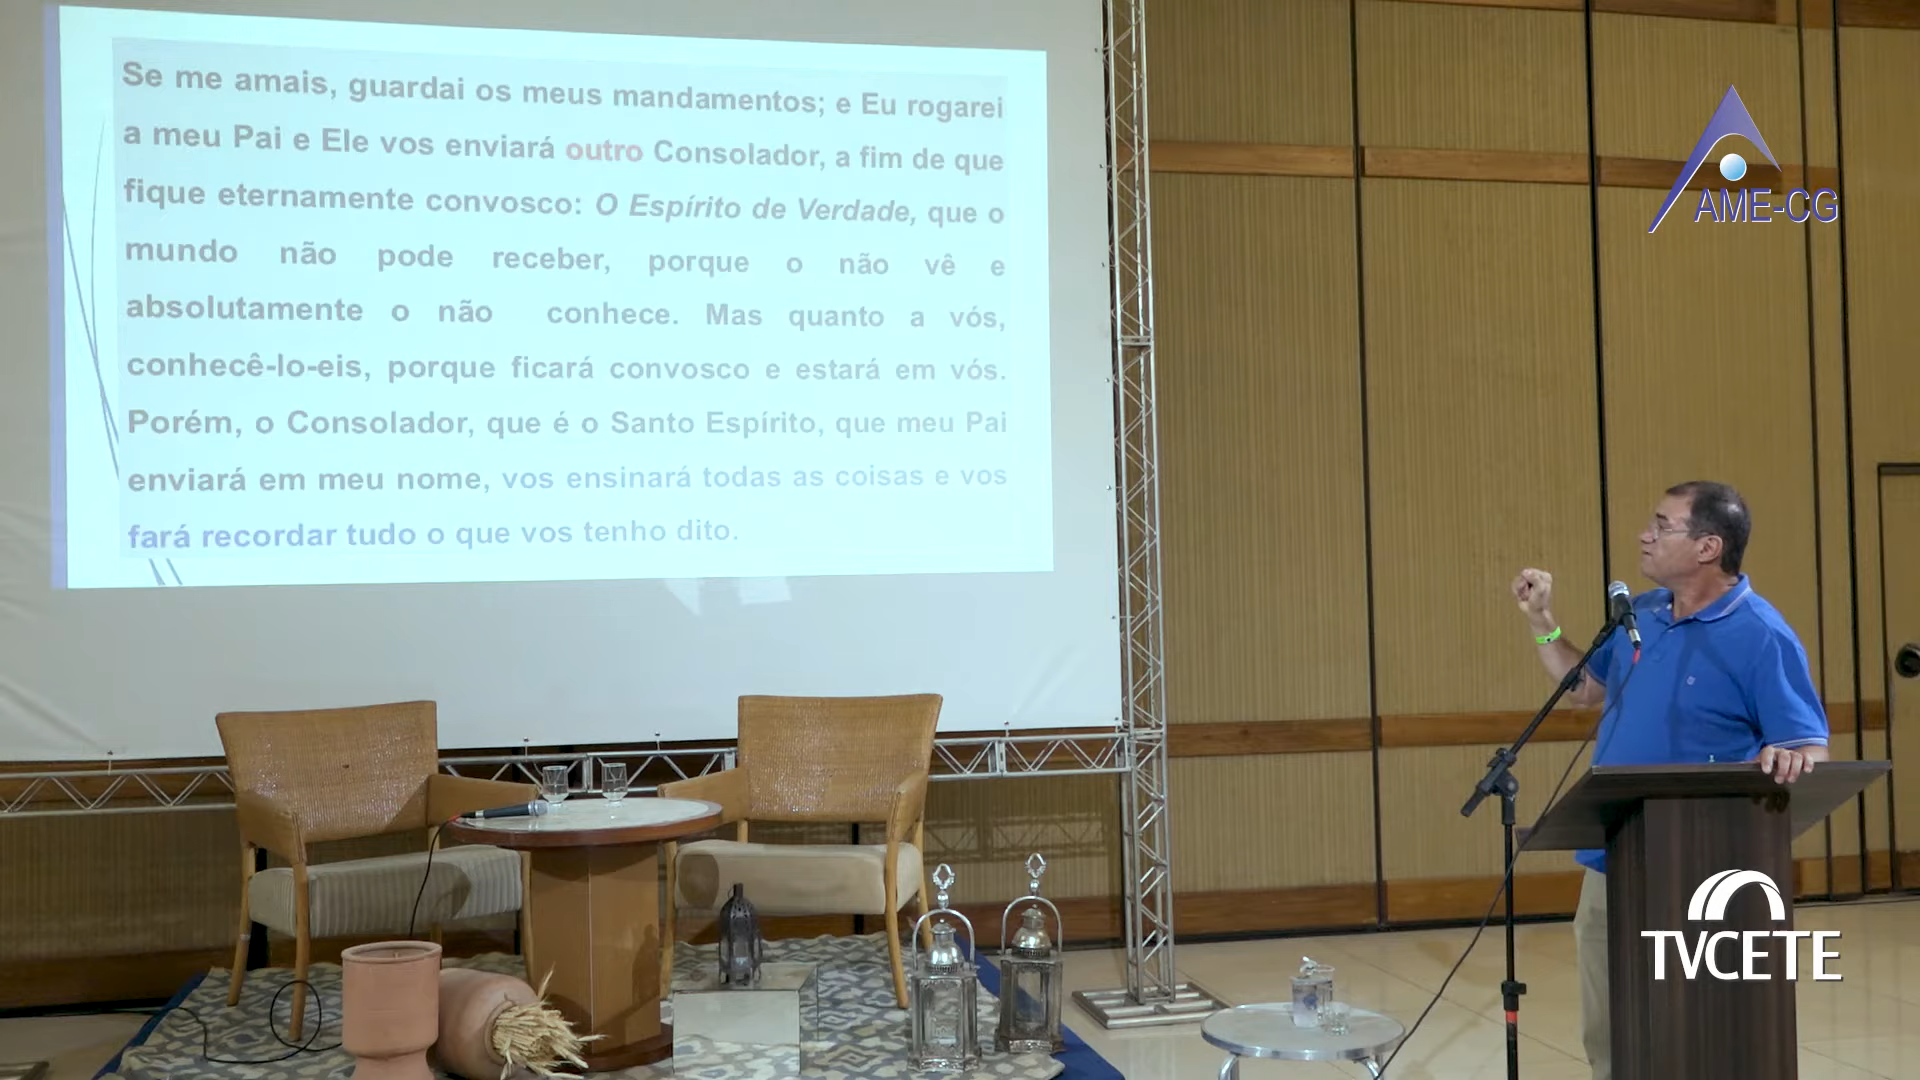 Se me amais, guardai os meus mandamentos; e Eu rogarei
a meu Pai e Ele vos enviará outro Consolador, a fim de que
fique eternamente convosco: O Espírito de Verdade, que o
mundo não pode receber, porque o não vê e
absolutamente o não conhece. Mas quanto a vós,
conhecê-lo-eis, porque ficará convosco e estará em vós.
Porém, o Consolador, que é o Santo Espírito, que meu Pai
enviará em meu nome, vos ensinará todas as coisas e vos
fará recordar tudo o que vos tenho dito.
AME-CG
TVCETE